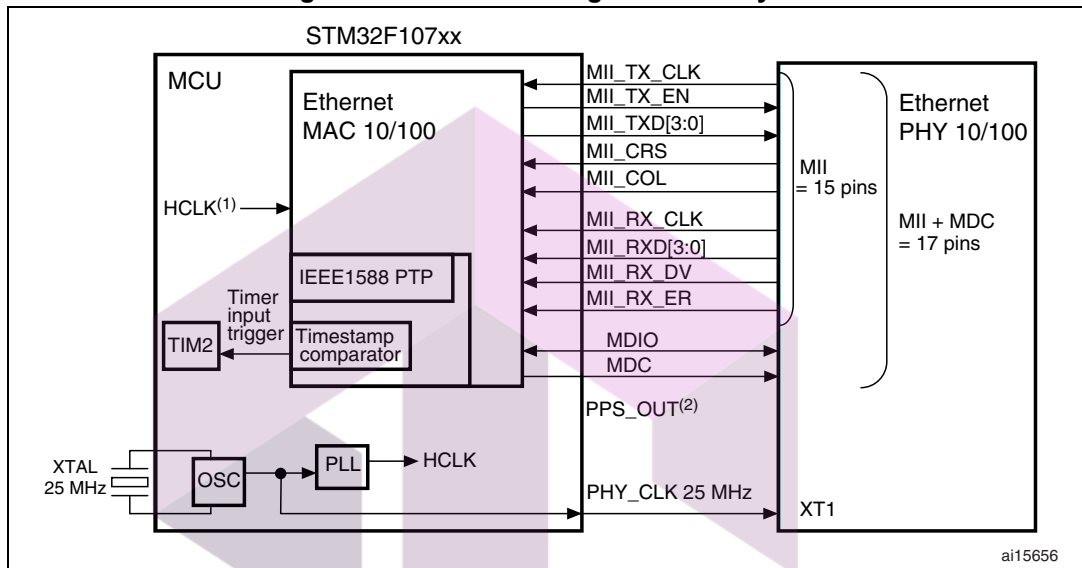 STM32F107xx
MCU
Ethernet
MAC 10/100
HCLK(1)
IEEE1588 PTP
Timer
input
trigger
TIM2
Timestamp
comparator
XTAL
25 MHz
OSC
PLL
HCLK
MII_TX_CLK
MII_TX_EN
MII_TXD[3:0]
MII_CRS
MII_COL
MII_RX_CLK
MII_RXD[3:0]
MII_RX_DV
MII_RX_ER
MDIO
MDC
PPS_OUT(2)
PHY_CLK 25 MHz
Ethernet
PHY 10/100
MII
= 15 pins
MII + MDC
= 17 pins
XT1
ai15656